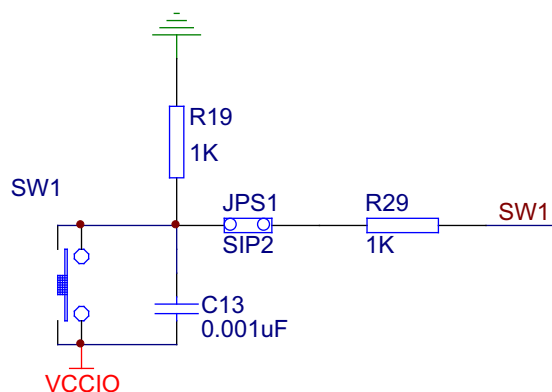 R19
1K
SW1
JPS1
SIP2
R29
1K
SW1
C13
0.001uF
VCCIO